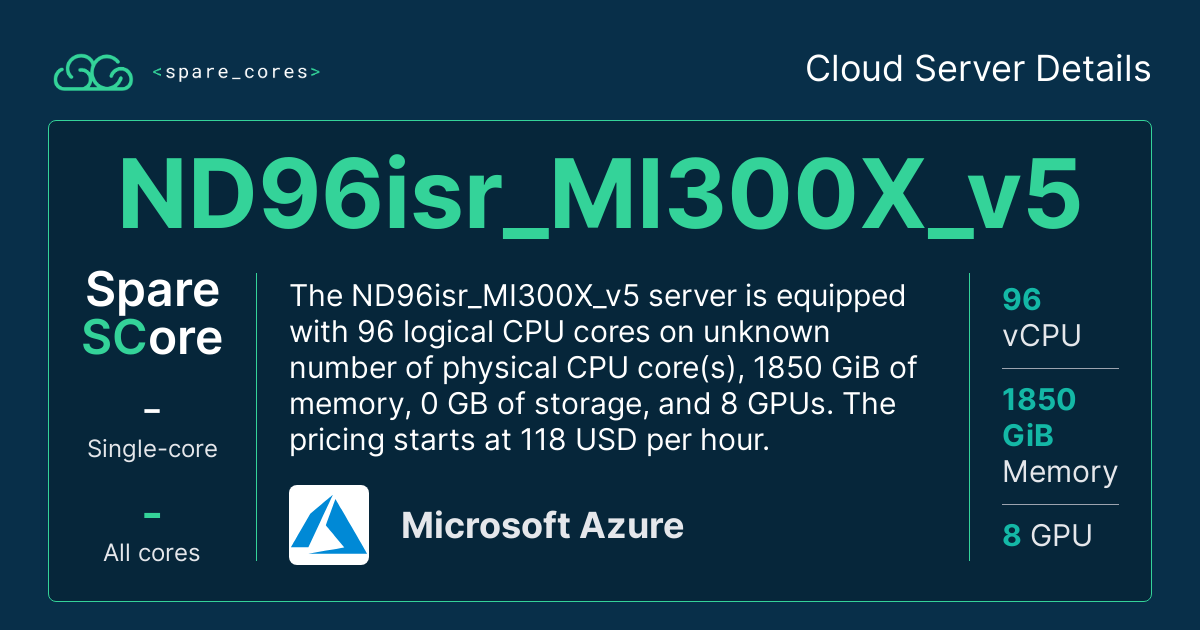 <spare_cores>
Cloud Server Details
ND96isr_MI300X_v5
Spare
SCore
–
Single-core
–
All cores
The ND96isr_MI300X_v5 server is equipped
with 96 logical CPU cores on unknown
number of physical CPU core(s), 1850 GiB of
memory, 0 GB of storage, and 8 GPUs. The
pricing starts at 118 USD per hour.
Microsoft Azure
96
vCPU
1850
GiB
Memory
8 GPU